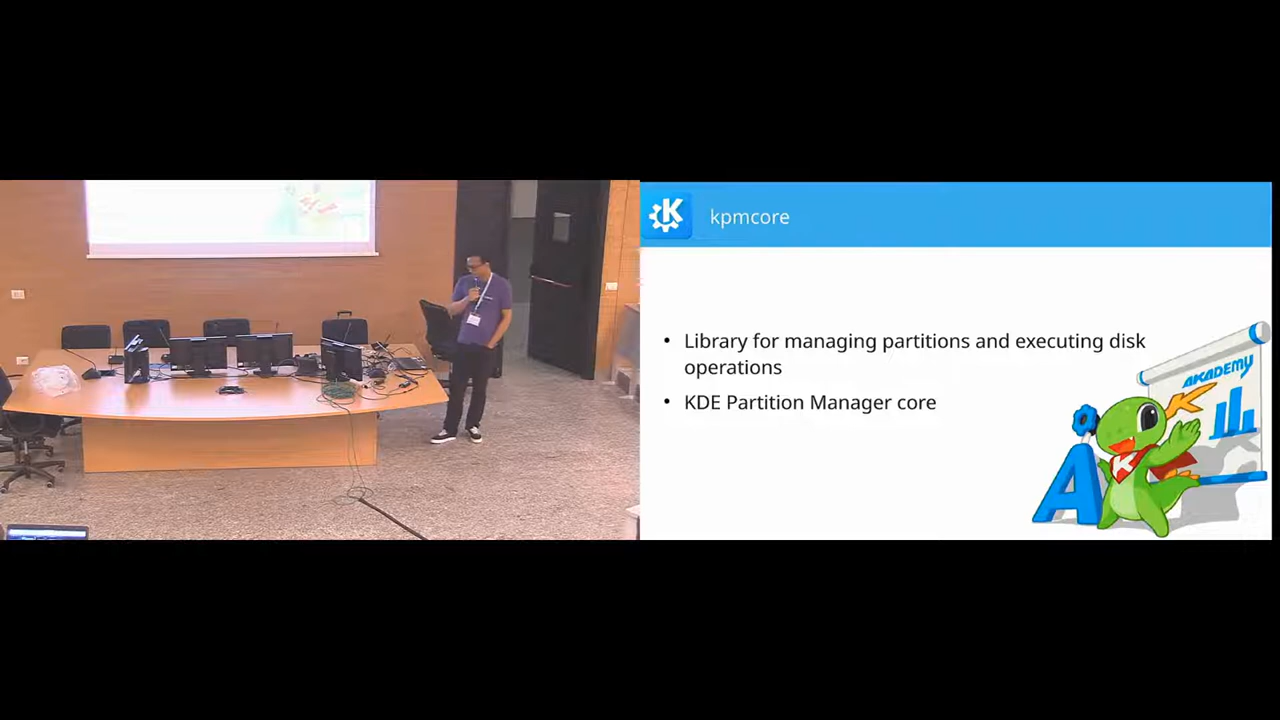 kpmcore
• Library for managing partitions and executing disk
operations
• KDE Partition Manager core
AKADEMY
A
K